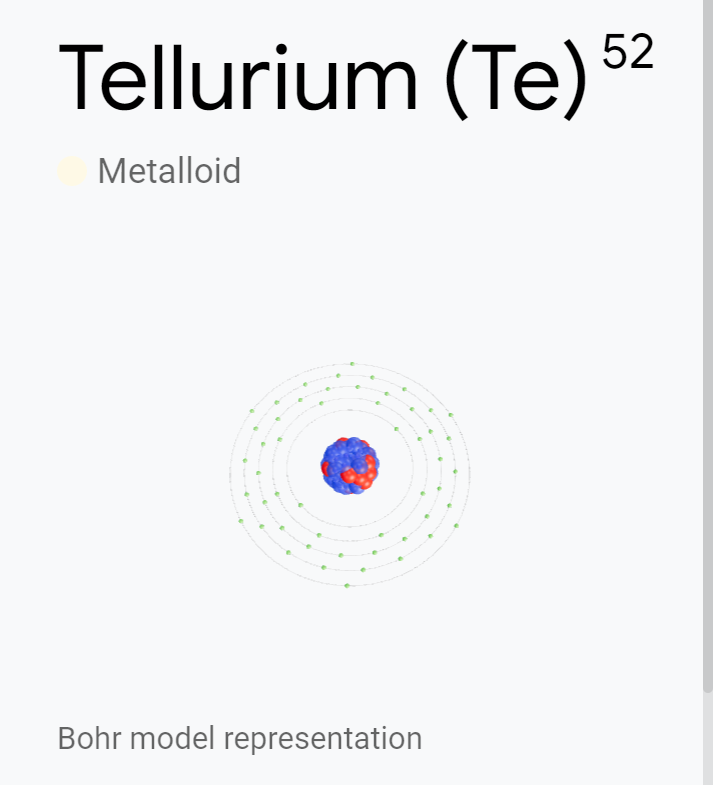 Tellurium (Te) 52
Metalloid
Bohr model representation